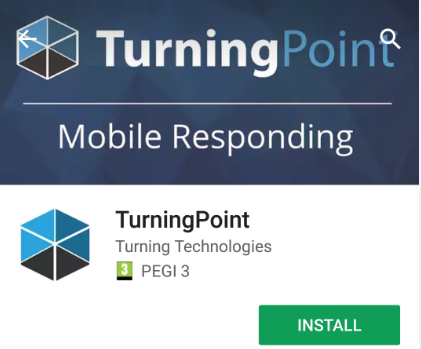 TurningPoint
Mobile Responding
TurningPoint
Turning Technologies
3 PEGI 3
INSTALL